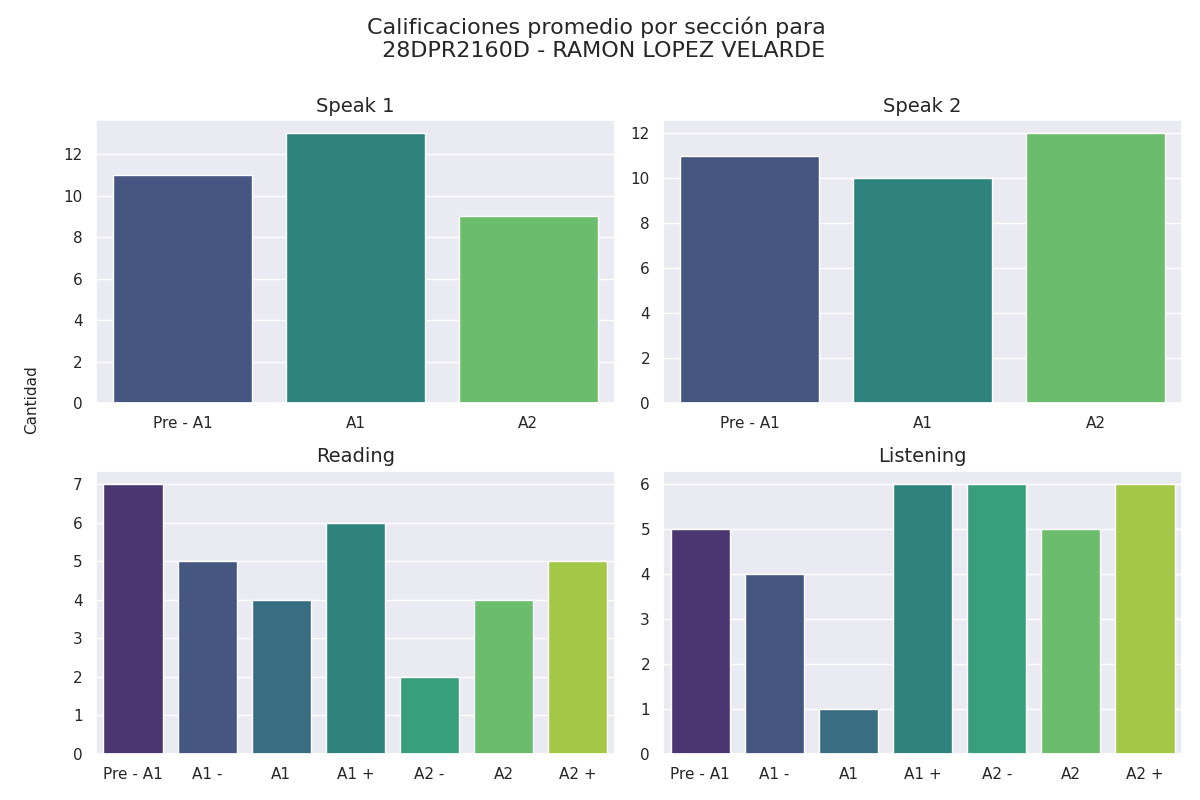 Calificaciones promedio por sección para
28DPR2160D - RAMON LOPEZ VELARDE
Cantidad
Speak 1
12
10
8
6
4
2
0
Pre - A1 A1 A2
Speak 2
12
10
8
6
4
2
0
Pre - A1 A1 A2
Reading
7
6
5
4
3
2
1
0
Pre - A1 A1 - A1 A1 + A2 - A2 A2 +
Listening
6
5
4
3
2
1
0
Pre - A1 A1 - A1 A1 + A2 - A2 A2 +